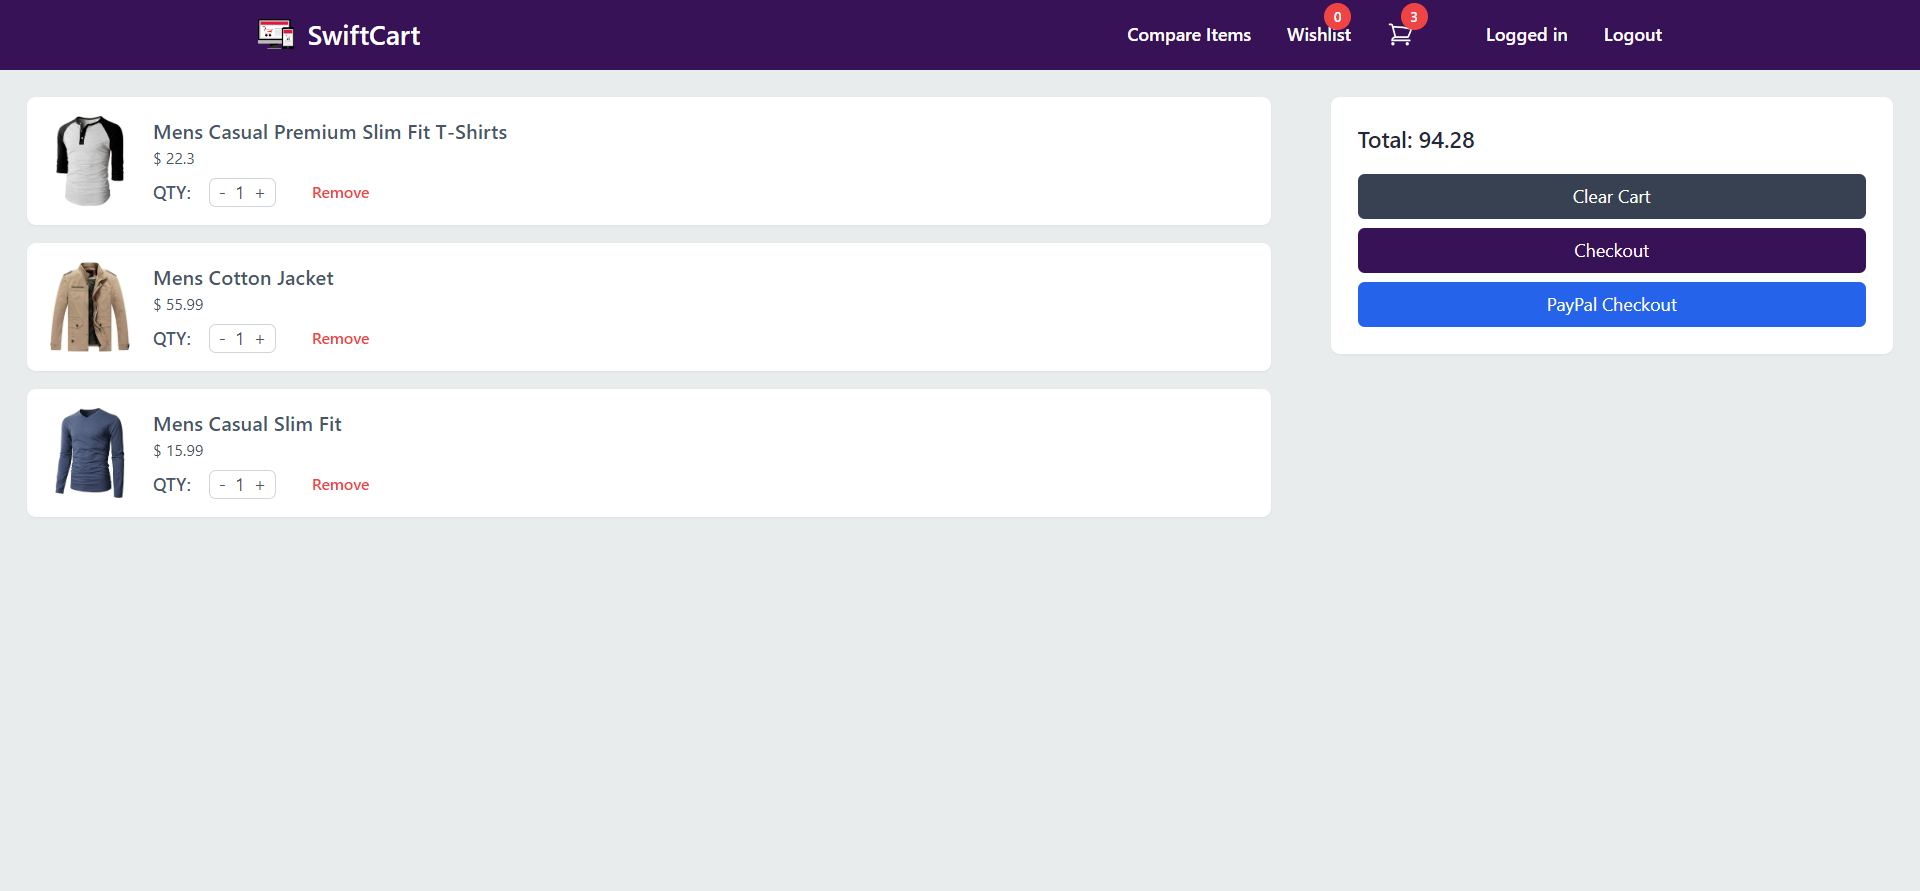 SwiftCart
Compare Items
Wishlist
0
3
Logged in
Logout
Mens Casual Premium Slim Fit T-Shirts
$ 22.3
QTY: - 1 + Remove
Mens Cotton Jacket
$ 55.99
QTY: - 1 + Remove
Mens Casual Slim Fit
$ 15.99
QTY: - 1 + Remove
Total: 94.28
Clear Cart
Checkout
PayPal Checkout